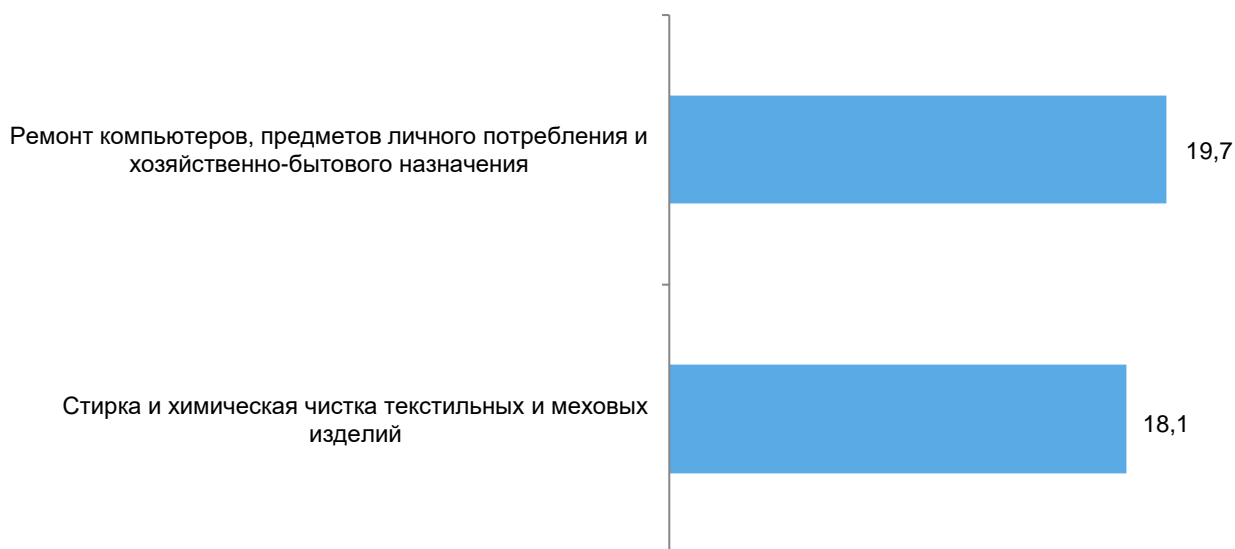 Ремонт компьютеров, предметов личного потребления и
хозяйственно-бытового назначения
19,7
Стирка и химическая чистка текстильных и меховых
изделий
18,1